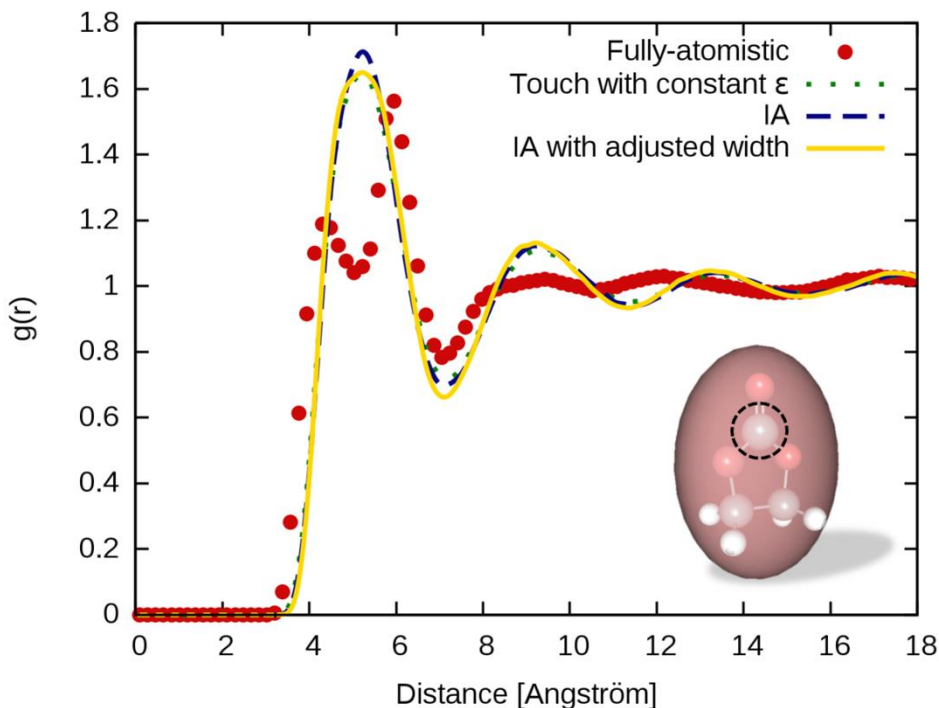 1.8
1.6
1.4
1.2
1
0.8
0.6
0.4
0.2
0
g(r)
Fully-atomistic
Touch with constant ε
IA
IA with adjusted width
0 2 4 6 8 10 12 14 16 18
Distance [Angström]